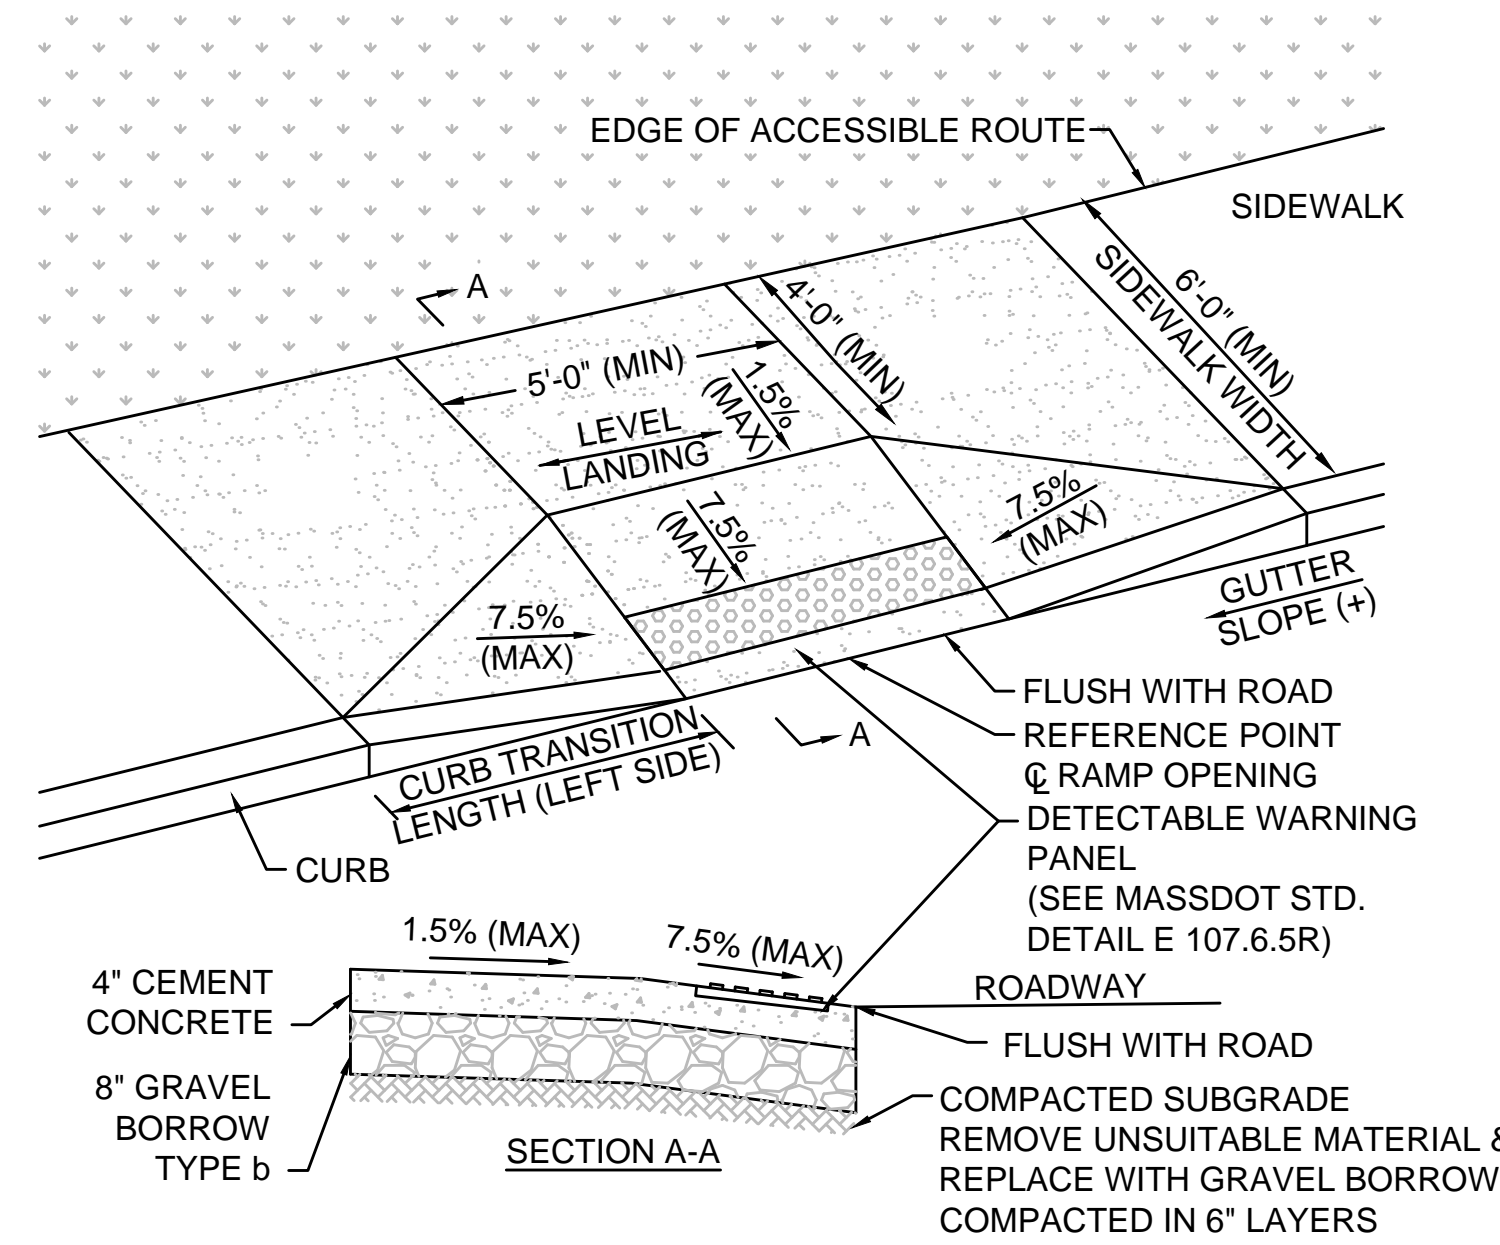 EDGE OF ACCESSIBLE ROUTE
SIDEWALK
A
6'-0" (MIN)
SIDEWALK WIDTH
4'-0" (MIN)
5'-0" (MIN)
1.5%
(MAX)
LEVEL
LANDING
7.5%
(MAX)
7.5%
(MAX)
7.5%
(MAX)
GUTTER
SLOPE (+)
FLUSH WITH ROAD
REFERENCE POINT
℄ RAMP OPENING
A
CURB TRANSITION
LENGTH (LEFT SIDE)
DETECTABLE WARNING
PANEL
(SEE MASSDOT STD.
DETAIL E 107.6.5R)
CURB
1.5% (MAX)
7.5% (MAX)
4" CEMENT
CONCRETE
ROADWAY
FLUSH WITH ROAD
8" GRAVEL
BORROW
TYPE b
COMPACTED SUBGRADE
REMOVE UNSUITABLE MATERIAL &
REPLACE WITH GRAVEL BORROW
COMPACTED IN 6" LAYERS
SECTION A-A